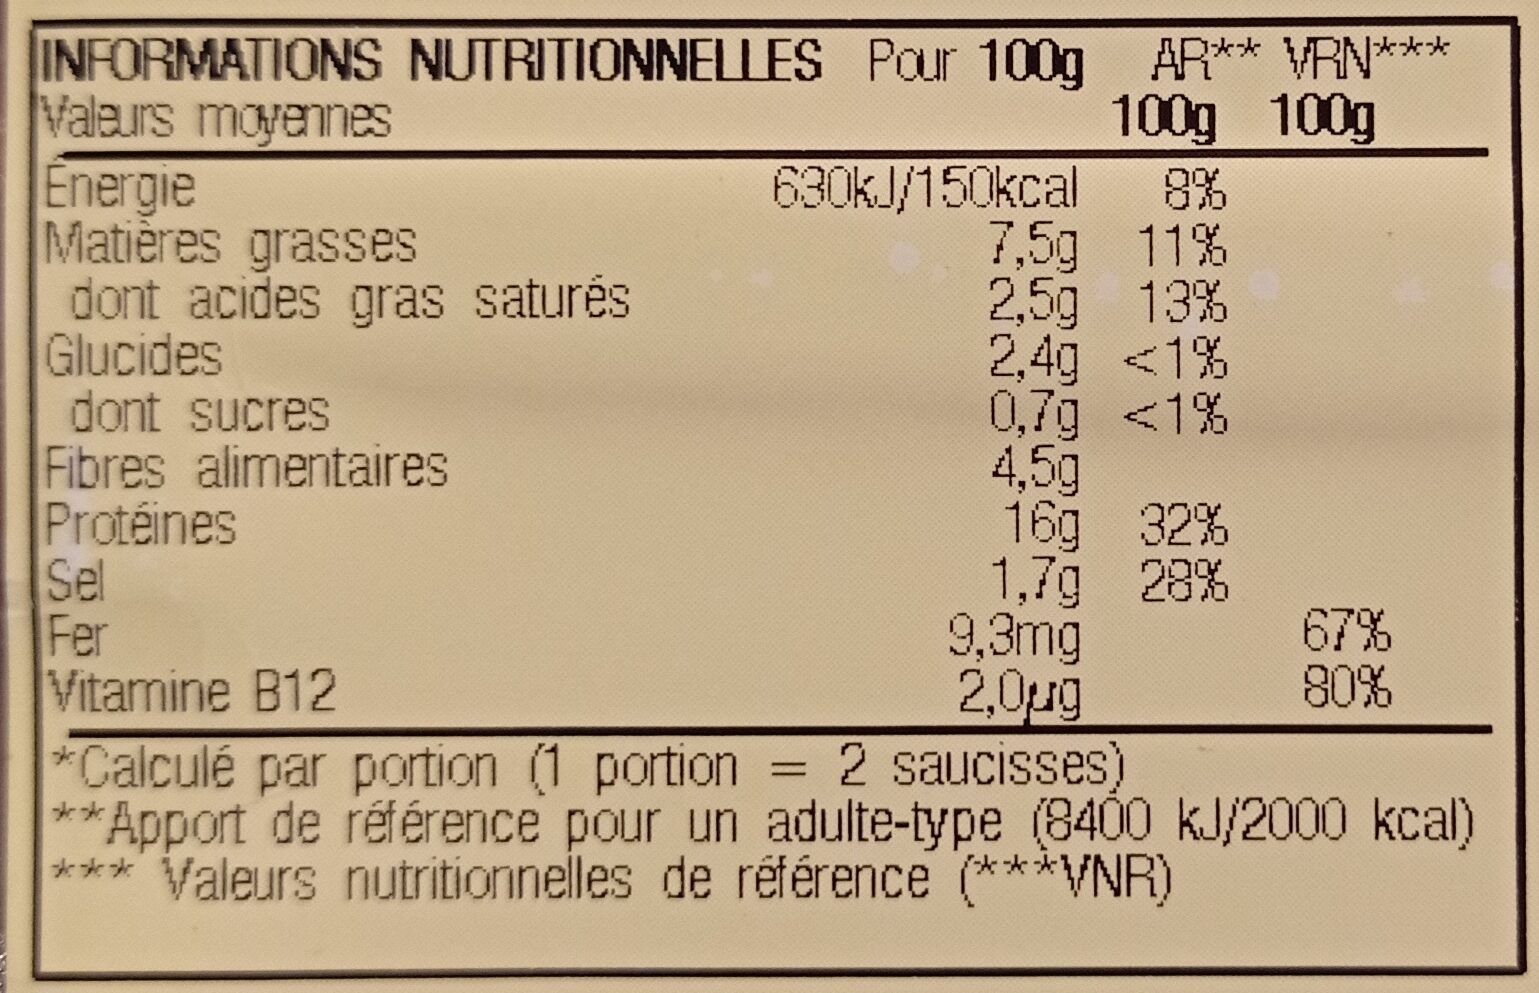 INFORMATIONS NUTRITIONNELLES Pour 100g AR** VRN***
Valeurs moyennes 100g 100g
Énergie 630kJ/150kcal 8%
Matières grasses 7,5g 11%
dont acides gras saturés 2,5g 13%
Glucides 2,4g <1%
dont sucres 0,7g <1%
Fibres alimentaires 4,5g
Protéines 16g 32%
Sel 1,7g 28%
Fer 9,3mg 67%
Vitamine B12 2,0µg 80%
*Calculé par portion (1 portion = 2 saucisses)
**Apport de référence pour un adulte-type (8400 kJ/2000 kcal)
*** Valeurs nutritionnelles de référence (***VNR)